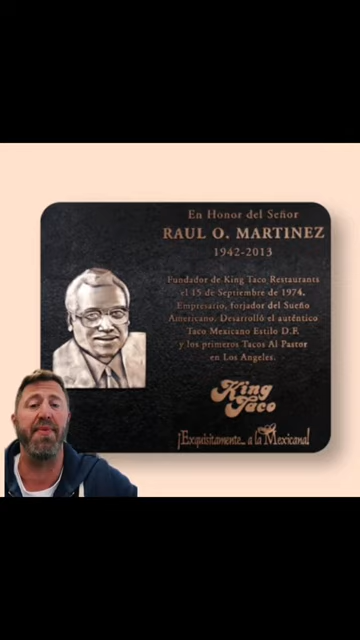 En Honor del Señor
RAUL O. MARTINEZ
1942-2013
Fundador de King Taco Restaurants
el 15 de Septiembre de 1974.
Empresario, forjador del Sueño
Americano. Desarrolló el auténtico
Taco Mexicano Estilo D.F.
y los primeros Tacos Al Pastor
en Los Angeles.
King
Taco
¡Exquisitamente... a la Mexicana!